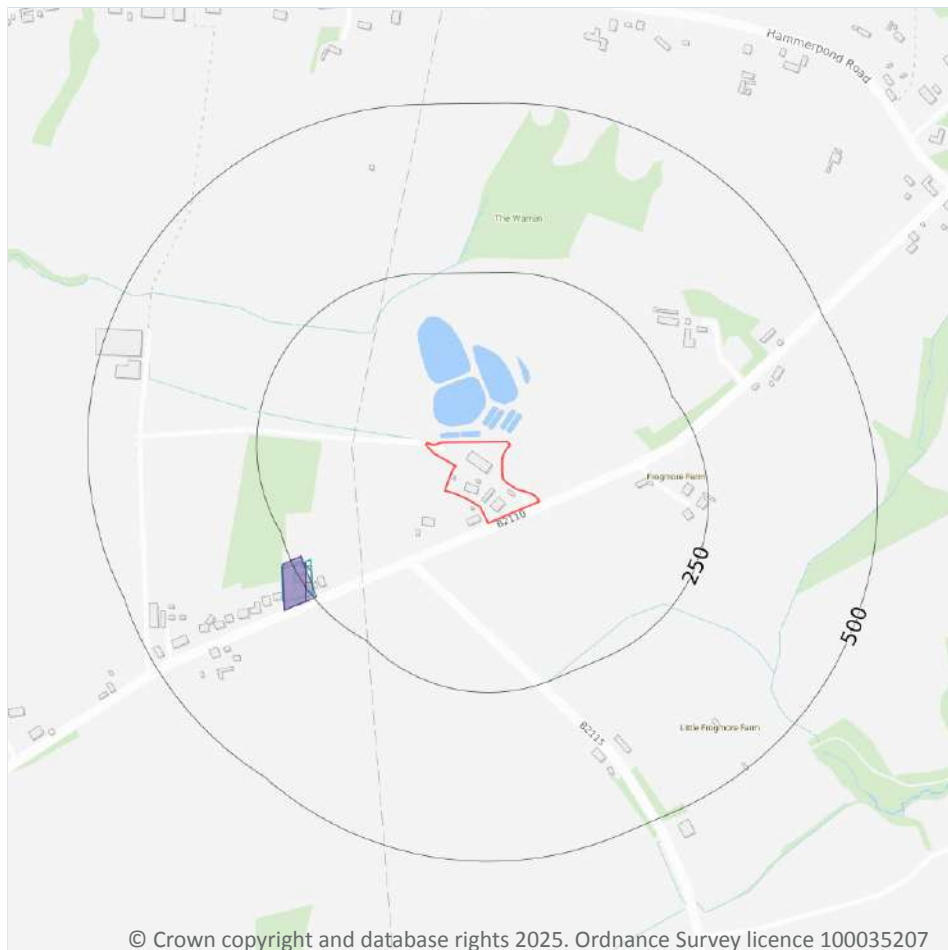 Hammerpond Road
The Warren
Frogmore Farm
B2110
250
500
B2115
Little Frogmore Farm
© Crown copyright and database rights 2025. Ordnance Survey licence 100035207